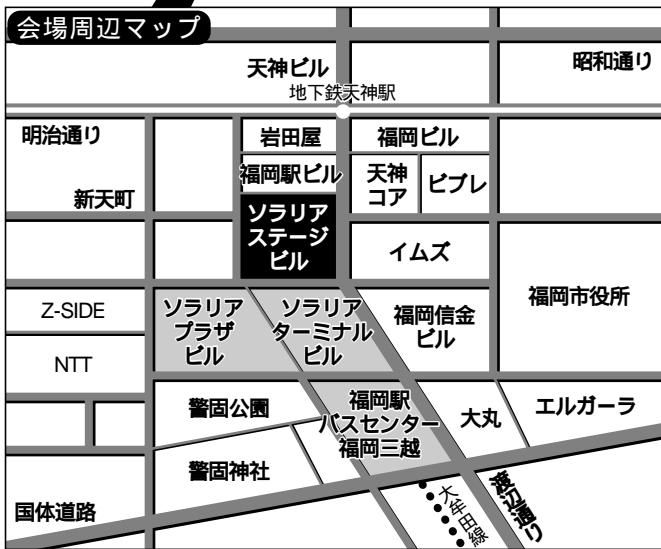 会場周辺マップ
天神ビル
昭和通り
地下鉄天神駅
明治通り
岩田屋
福岡ビル
福岡駅ビル
天神
コア
ビブレ
新天町
ソラリア
ステージ
ビル
イムズ
Z-SIDE
ソラリア
プラザ
ビル
ソラリア
ターミナル
ビル
福岡信金
ビル
福岡市役所
NTT
警固公園
福岡駅
バスセンター
福岡三越
大丸
エルガーラ
警固神社
国体道路
大牟田線
渡辺通り